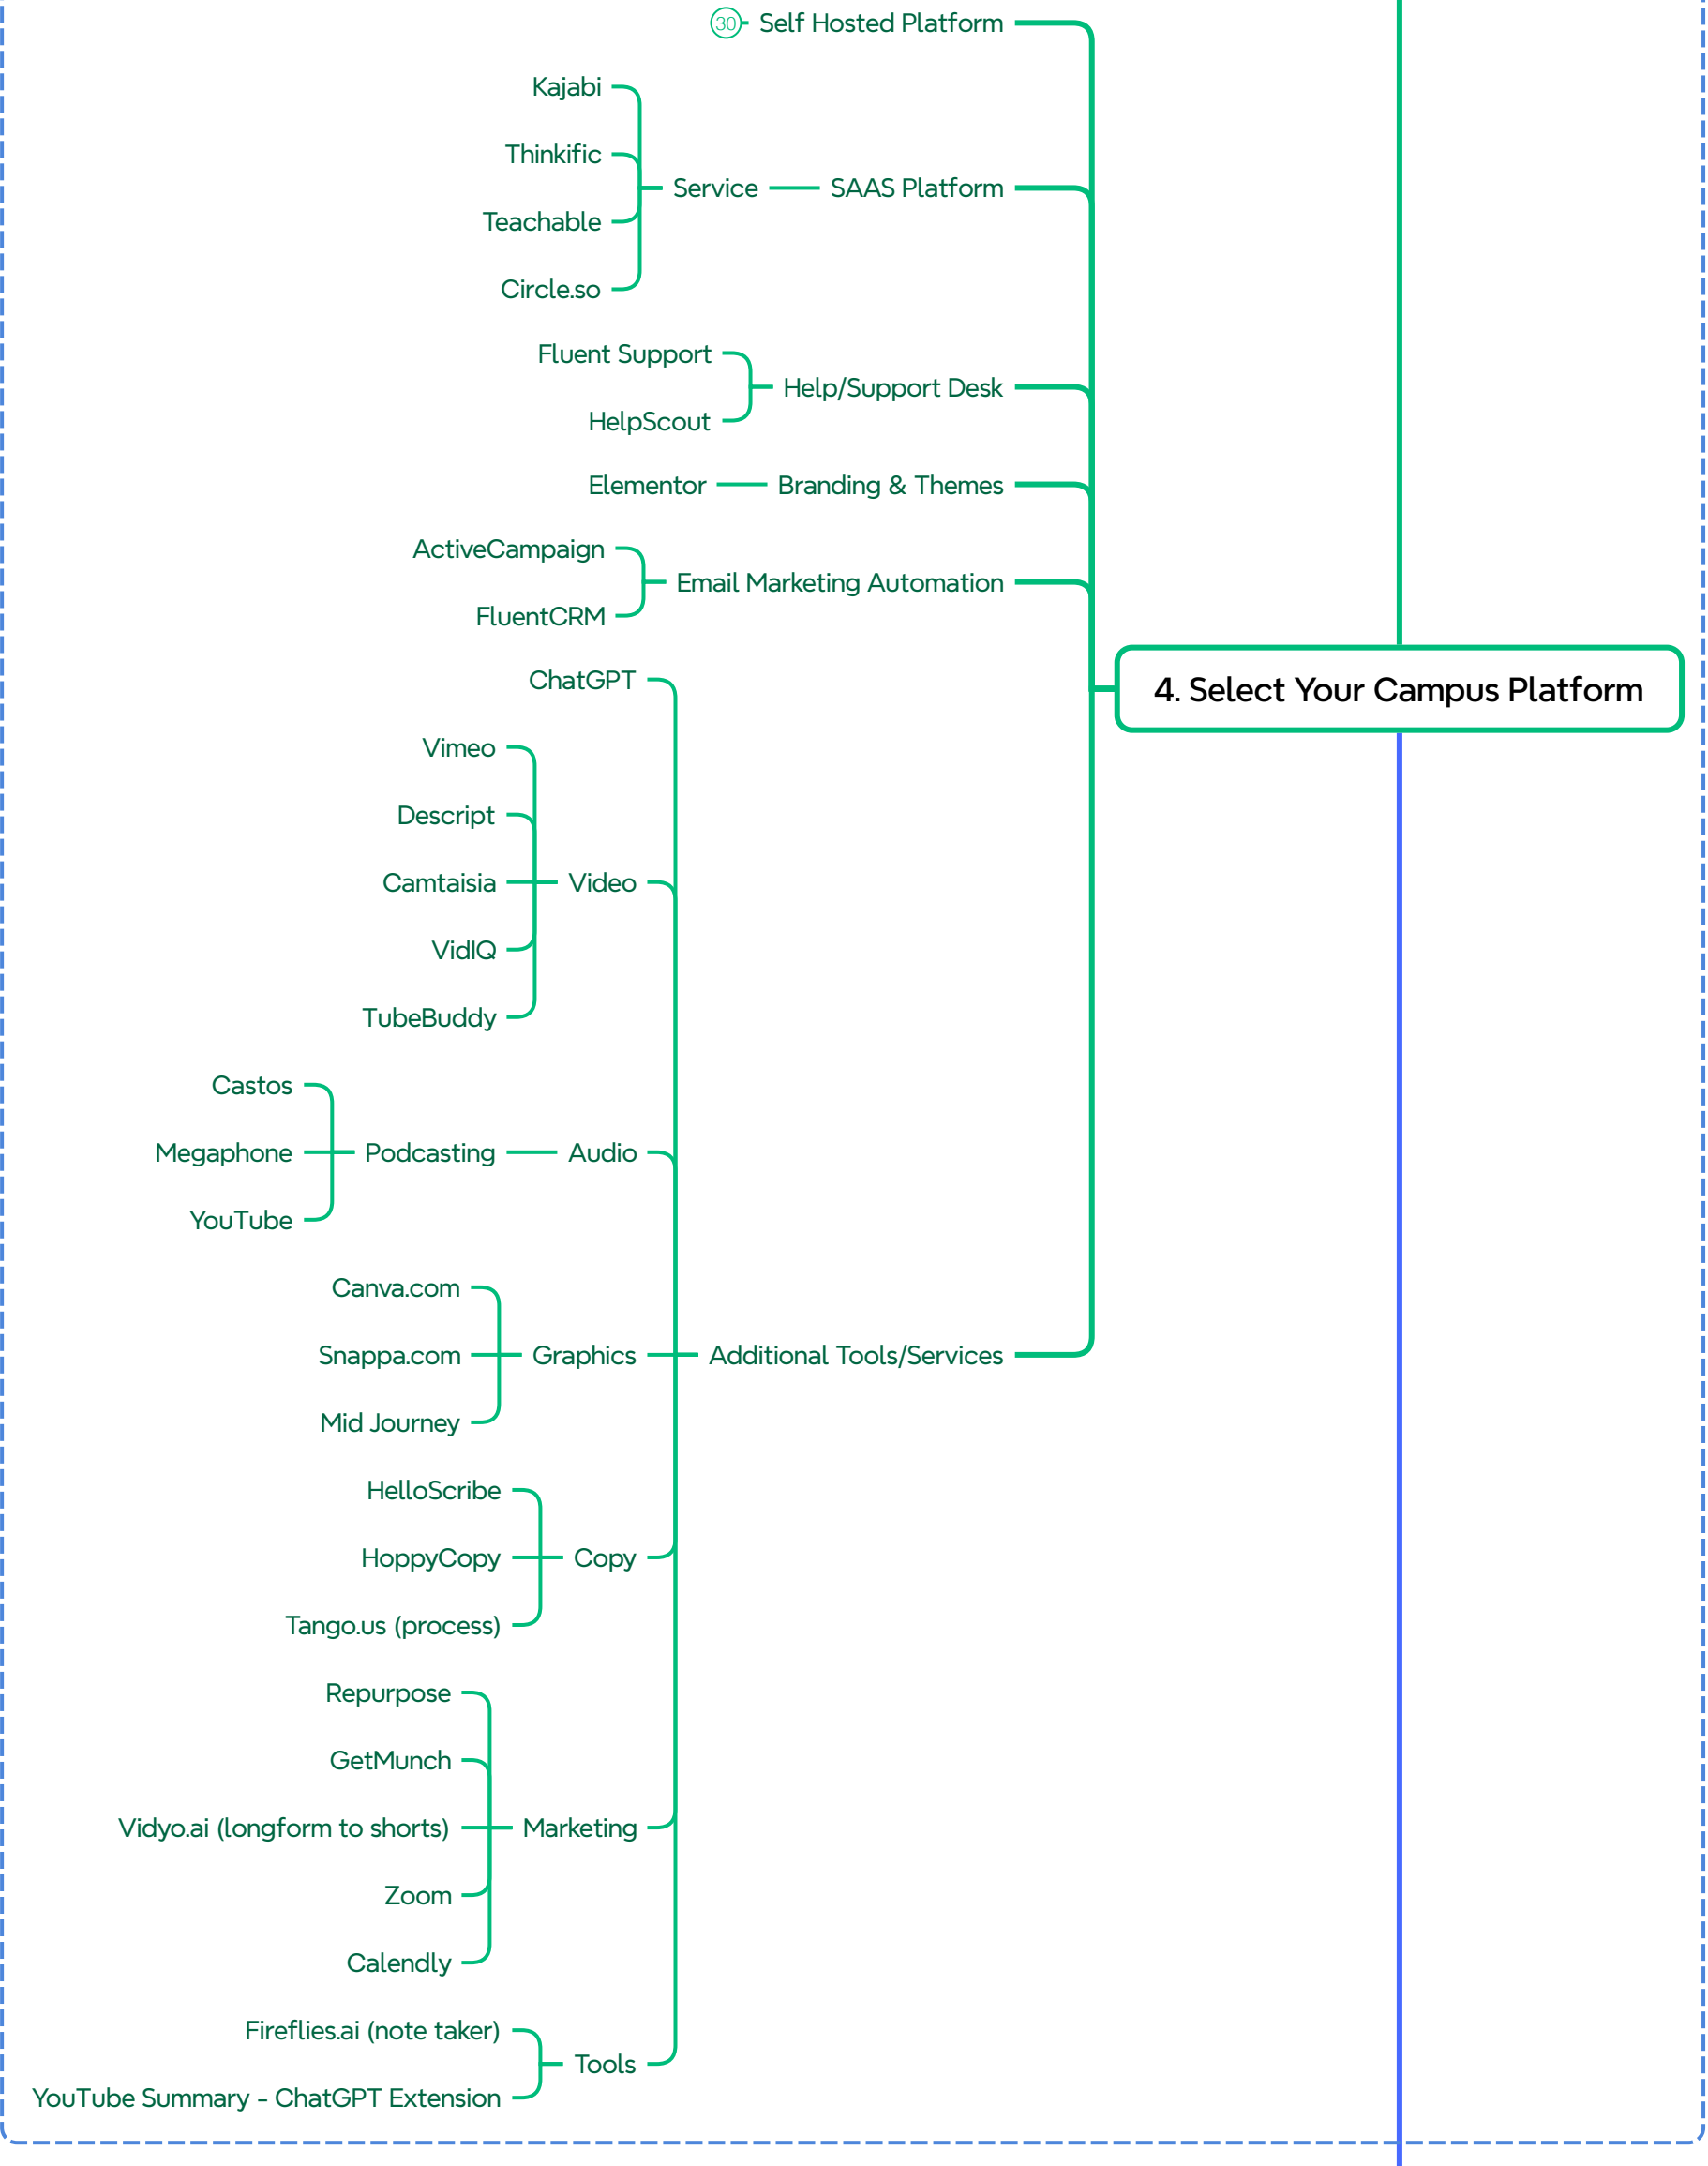 30
Self Hosted Platform
Kajabi
Thinkific
Service
SAAS Platform
Teachable
Circle.so
Fluent Support
Help/Support Desk
HelpScout
Elementor
Branding & Themes
ActiveCampaign
Email Marketing Automation
FluentCRM
4. Select Your Campus Platform
ChatGPT
Vimeo
Descript
Camtaisia
Video
VidIQ
TubeBuddy
Castos
Megaphone
Podcasting
Audio
YouTube
Canva.com
Snappa.com
Graphics
Additional Tools/Services
Mid Journey
HelloScribe
HoppyCopy
Copy
Tango.us (process)
Repurpose
GetMunch
Vidyo.ai (longform to shorts)
Marketing
Zoom
Calendly
Fireflies.ai (note taker)
Tools
YouTube Summary - ChatGPT Extension